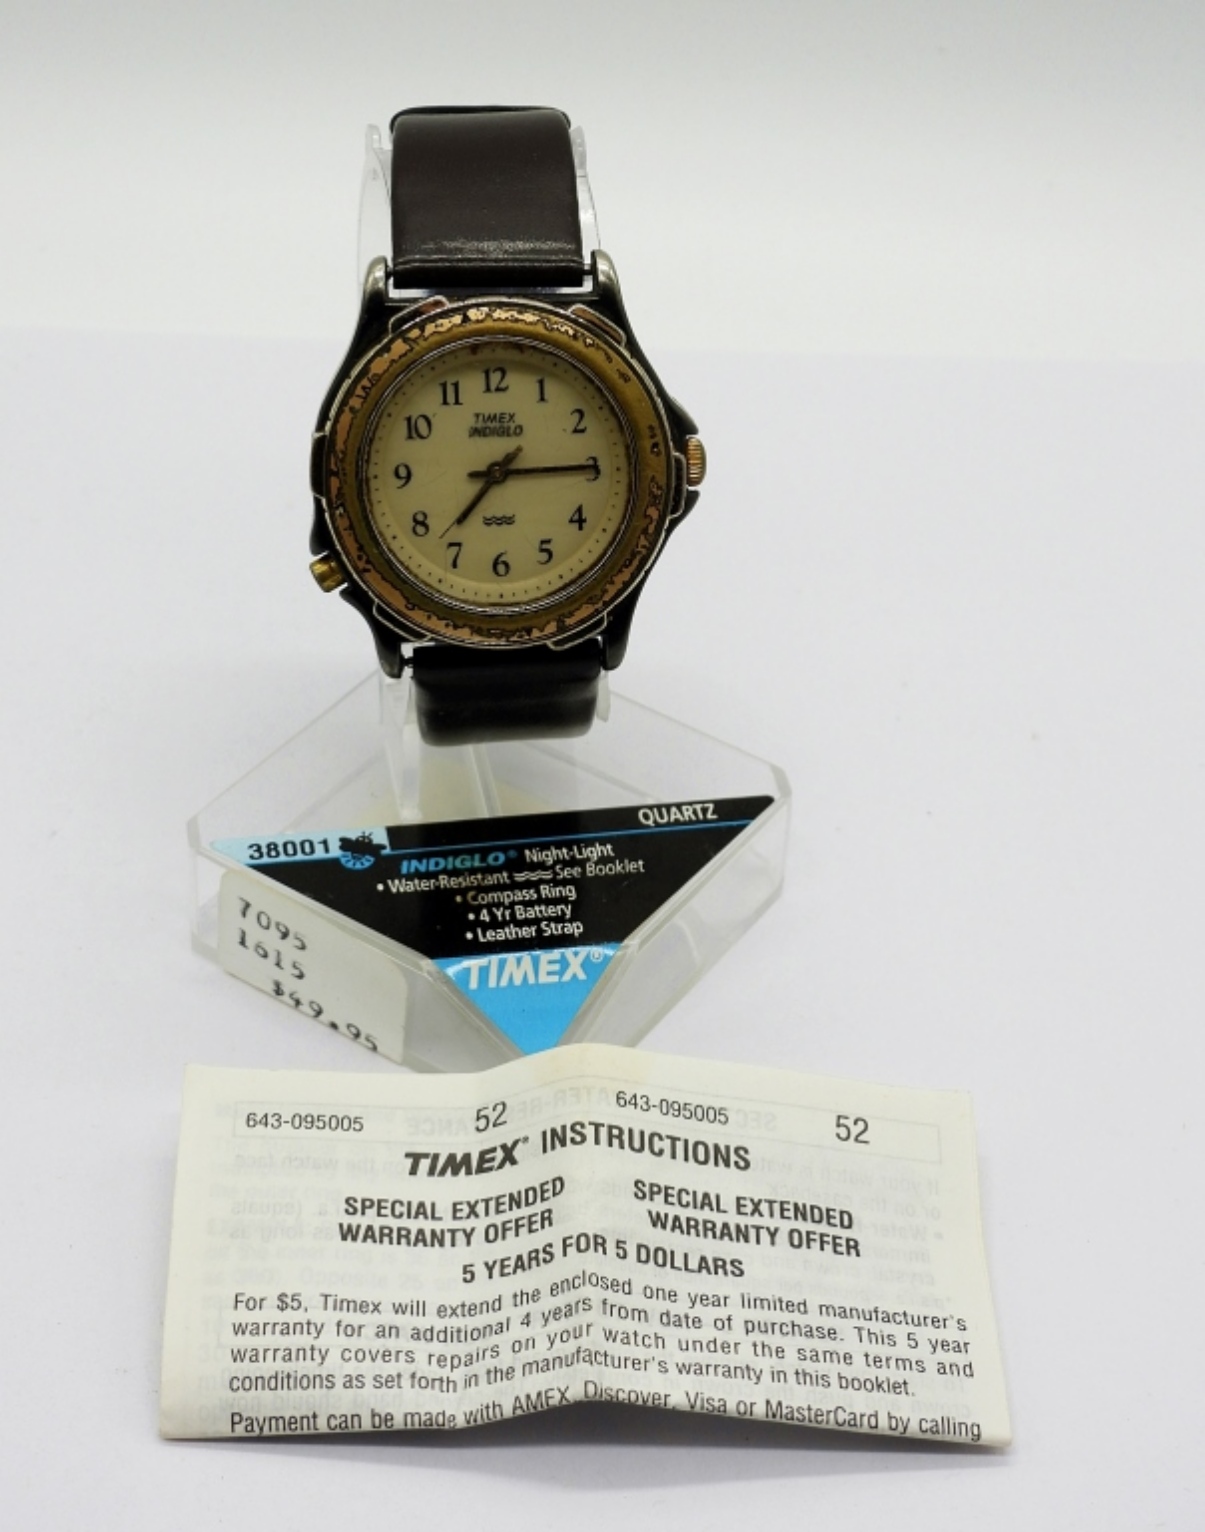 12
11 1
10 2
TIMEX
INDIGLO
9 3
8 4
7 5
6
QUARTZ
38001
INDIGLO® Night-Light
• Water-Resistant See Booklet
• Compass Ring
• 4 Yr Battery
• Leather Strap
TIMEX®
7095
1615
$49.95
643-095005 52 643-095005 52
TIMEX® INSTRUCTIONS
SPECIAL EXTENDED SPECIAL EXTENDED
WARRANTY OFFER WARRANTY OFFER
5 YEARS FOR 5 DOLLARS
For $5, Timex will extend the enclosed one year limited manufacturer's
warranty for an additional 4 years from date of purchase. This 5 year
warranty covers repairs on your watch under the same terms and
conditions as set forth in the manufacturer's warranty in this booklet.
Payment can be made with AMEX, Discover, Visa or MasterCard by calling